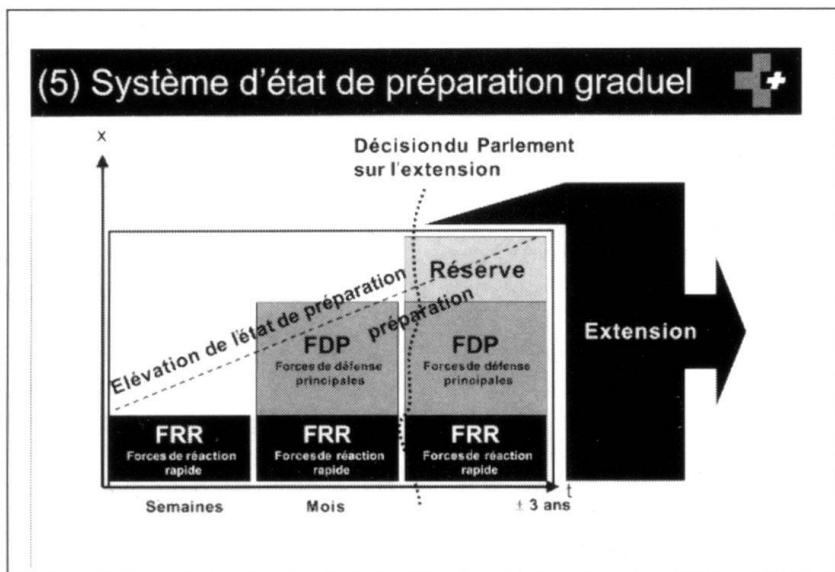 (5) Système d'état de préparation graduel
x
Décisiondu Parlement
sur l'extension
Elévation de l'état de préparation
préparation
Réserve
FDP
Forces de défense
principales
FDP
Forces de défense
principales
Extension
FRR
Forces de réaction
rapide
FRR
Forces de réaction
rapide
FRR
Forces de réaction
rapide
t
Semaines
Mois
± 3 ans